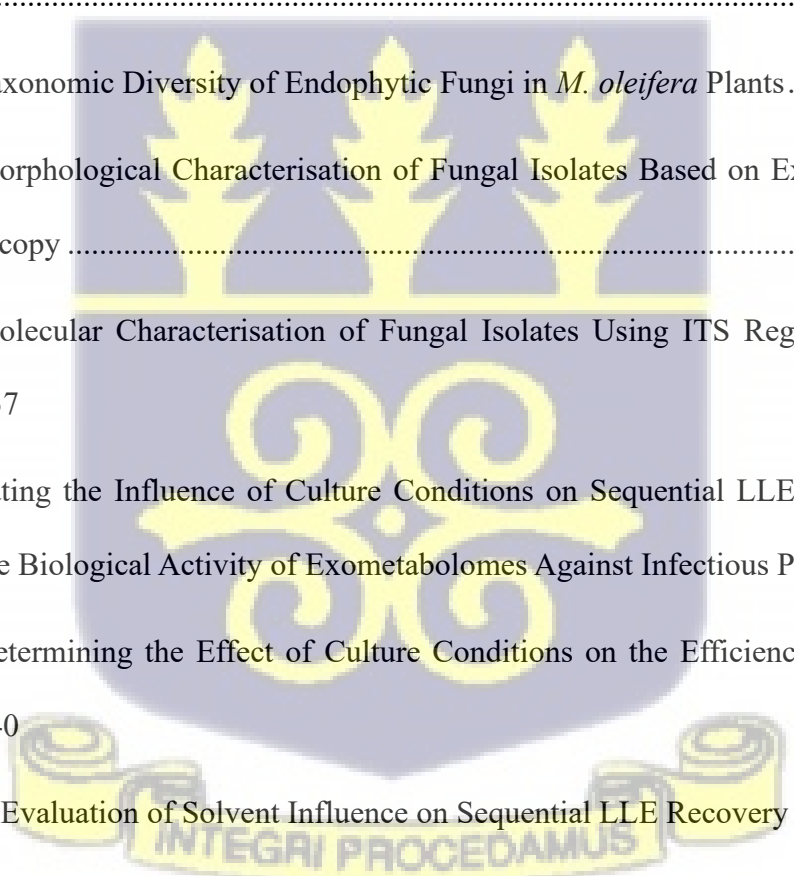 ................................................................................
axonomic Diversity of Endophytic Fungi in M. oleifera Plants.
orphological Characterisation of Fungal Isolates Based on Ex
copy ................................................................................
olecular Characterisation of Fungal Isolates Using ITS Reg
7
ting the Influence of Culture Conditions on Sequential LLE
e Biological Activity of Exometabolomes Against Infectious P
etermining the Effect of Culture Conditions on the Efficienc
0
Evaluation of Solvent Influence on Sequential LLE Recovery
INTEGRI PROCEDAMUS